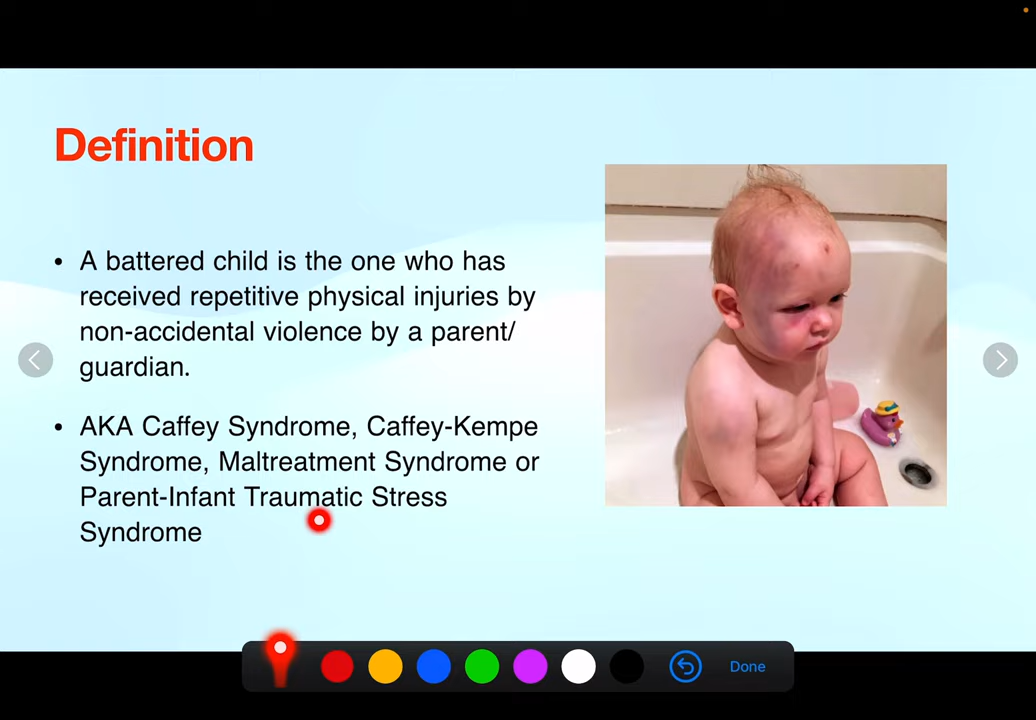 Definition
• A battered child is the one who has
received repetitive physical injuries by
non-accidental violence by a parent/
guardian.
• AKA Caffey Syndrome, Caffey-Kempe
Syndrome, Maltreatment Syndrome or
Parent-Infant Traumatic Stress
Syndrome
Done